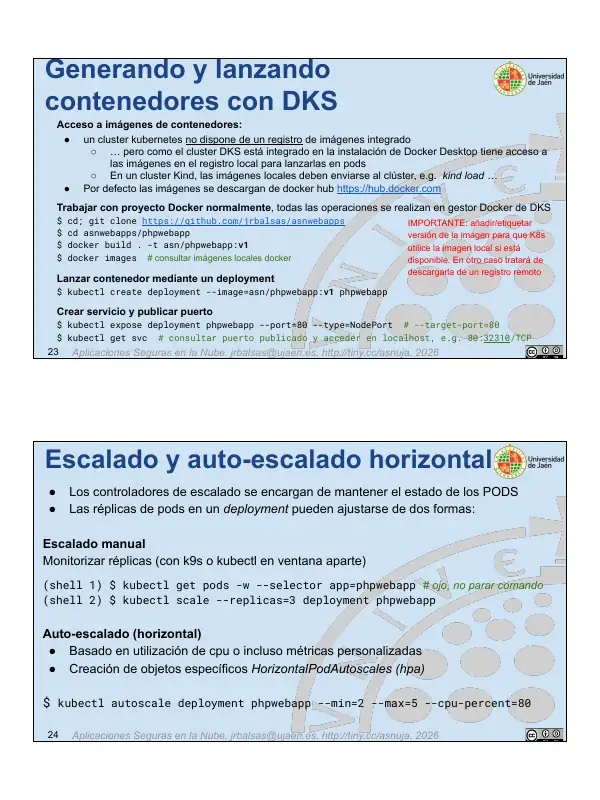 Generando y lanzando
contenedores con DKS
Universidad
de Jaén
Acceso a imágenes de contenedores:
● un cluster kubernetes no dispone de un registro de imágenes integrado
○ … pero como el cluster DKS está integrado en la instalación de Docker Desktop tiene acceso a
las imágenes en el registro local para lanzarlas en pods
○ En un cluster Kind, las imágenes locales deben enviarse al clúster, e.g. kind load …
● Por defecto las imágenes se descargan de docker hub https://hub.docker.com
Trabajar con proyecto Docker normalmente, todas las operaciones se realizan en gestor Docker de DKS
$ cd; git clone https://github.com/jrbalsas/asnwebapps
$ cd asnwebapps/phpwebapp
$ docker build . -t asn/phpwebapp:v1
$ docker images # consultar imágenes locales docker
IMPORTANTE: añadir/etiquetar
versión de la imagen para que K8s
utilice la imagen local si está
disponible. En otro caso tratará de
descargarla de un registro remoto
Lanzar contenedor mediante un deployment
$ kubectl create deployment --image=asn/phpwebapp:v1 phpwebapp
Crear servicio y publicar puerto
$ kubectl expose deployment phpwebapp --port=80 --type=NodePort # --target-port=80
$ kubectl get svc # consultar puerto publicado y acceder en localhost, e.g. 80:32310/TCP
23 Aplicaciones Seguras en la Nube. jrbalsas@ujaen.es. http://tiny.cc/asnuja. 2026
Escalado y auto-escalado horizontal
Universidad
de Jaén
● Los controladores de escalado se encargan de mantener el estado de los PODS
● Las réplicas de pods en un deployment pueden ajustarse de dos formas:
Escalado manual
Monitorizar réplicas (con k9s o kubectl en ventana aparte)
(shell 1) $ kubectl get pods -w --selector app=phpwebapp # ojo, no parar comando
(shell 2) $ kubectl scale --replicas=3 deployment phpwebapp
Auto-escalado (horizontal)
● Basado en utilización de cpu o incluso métricas personalizadas
● Creación de objetos específicos HorizontalPodAutoscales (hpa)
$ kubectl autoscale deployment phpwebapp --min=2 --max=5 --cpu-percent=80
24 Aplicaciones Seguras en la Nube. jrbalsas@ujaen.es. http://tiny.cc/asnuja. 2026